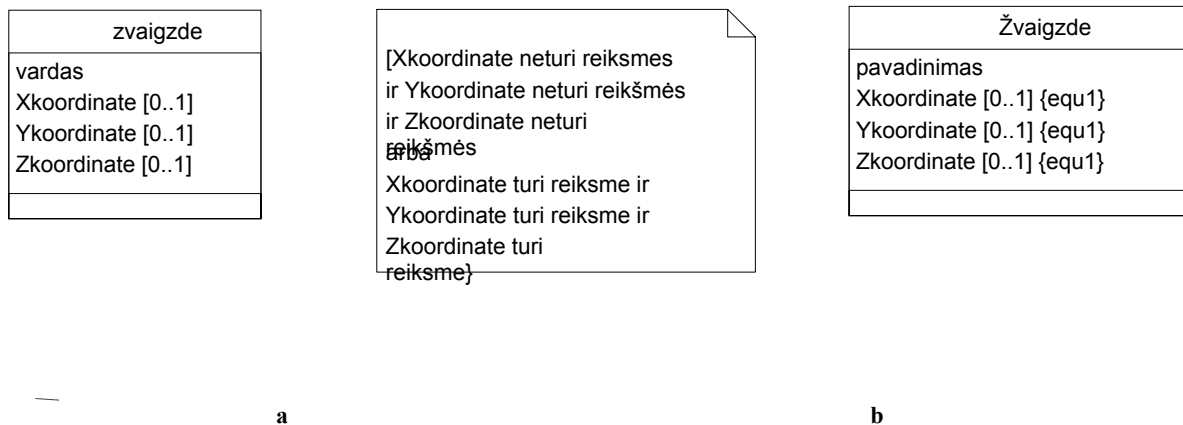 zvaigzde
vardas
Xkoordinate [0..1]
Ykoordinate [0..1]
Zkoordinate [0..1]
[Xkoordinate neturi reiksmes
ir Ykoordinate neturi reikšmės
ir Zkoordinate neturi
reikšmės
arba
Xkoordinate turi reiksme ir
Ykoordinate turi reiksme ir
Zkoordinate turi
reiksme}
Žvaigzde
pavadinimas
Xkoordinate [0..1] {equ1}
Ykoordinate [0..1] {equ1}
Zkoordinate [0..1] {equ1}
a
b